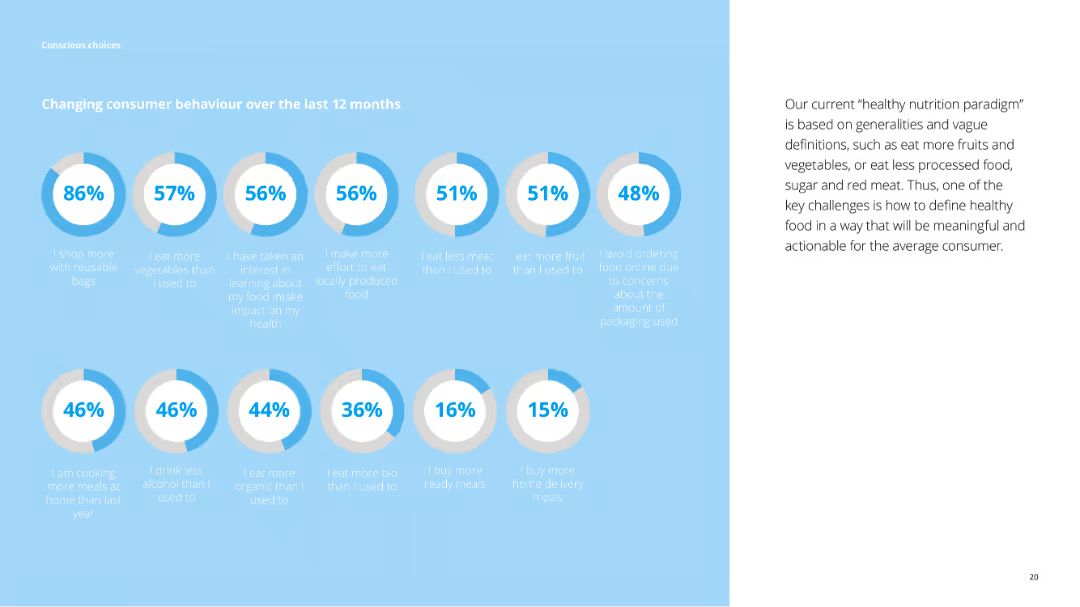 Conscious choices
Changing consumer behaviour over the last 12 months
86%
57%
56%
56%
51%
51%
48%
I shop more
with reusable
bags
I eat more
vegetables than
I used to
I have taken an
interest in
learning about
my food intake
impact on my
health
I make more
effort to eat
locally produced
food
I eat less meat
than I used to
eat more fruit
than I used to
I avoid ordering
food online due
to concerns
about the
amount of
packaging used
46%
46%
44%
36%
16%
15%
I am cooking
more meals at
home than last
year
I drink less
alcohol than I
used to
I eat more
organic than I
used to
I eat more bio
than I used to
I buy more
ready meals
I buy more
home delivery
meals
Our current “healthy nutrition paradigm”
is based on generalities and vague
definitions, such as eat more fruits and
vegetables, or eat less processed food,
sugar and red meat. Thus, one of the
key challenges is how to define healthy
food in a way that will be meaningful and
actionable for the average consumer.
20